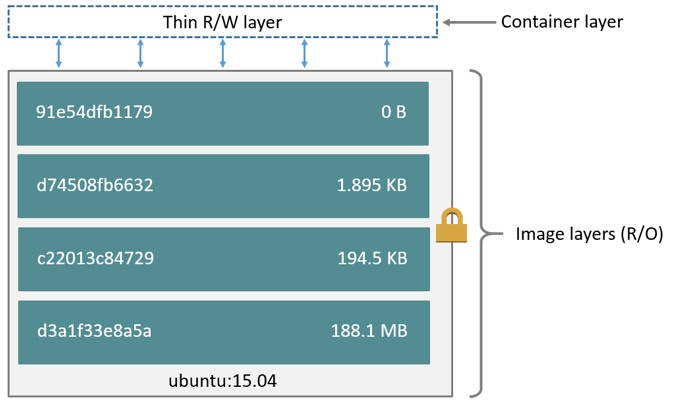 Thin R/W layer
Container layer
91e54dfb1179 0 B
d74508fb6632 1.895 KB
c22013c84729 194.5 KB
Image layers (R/O)
d3a1f33e8a5a 188.1 MB
ubuntu:15.04